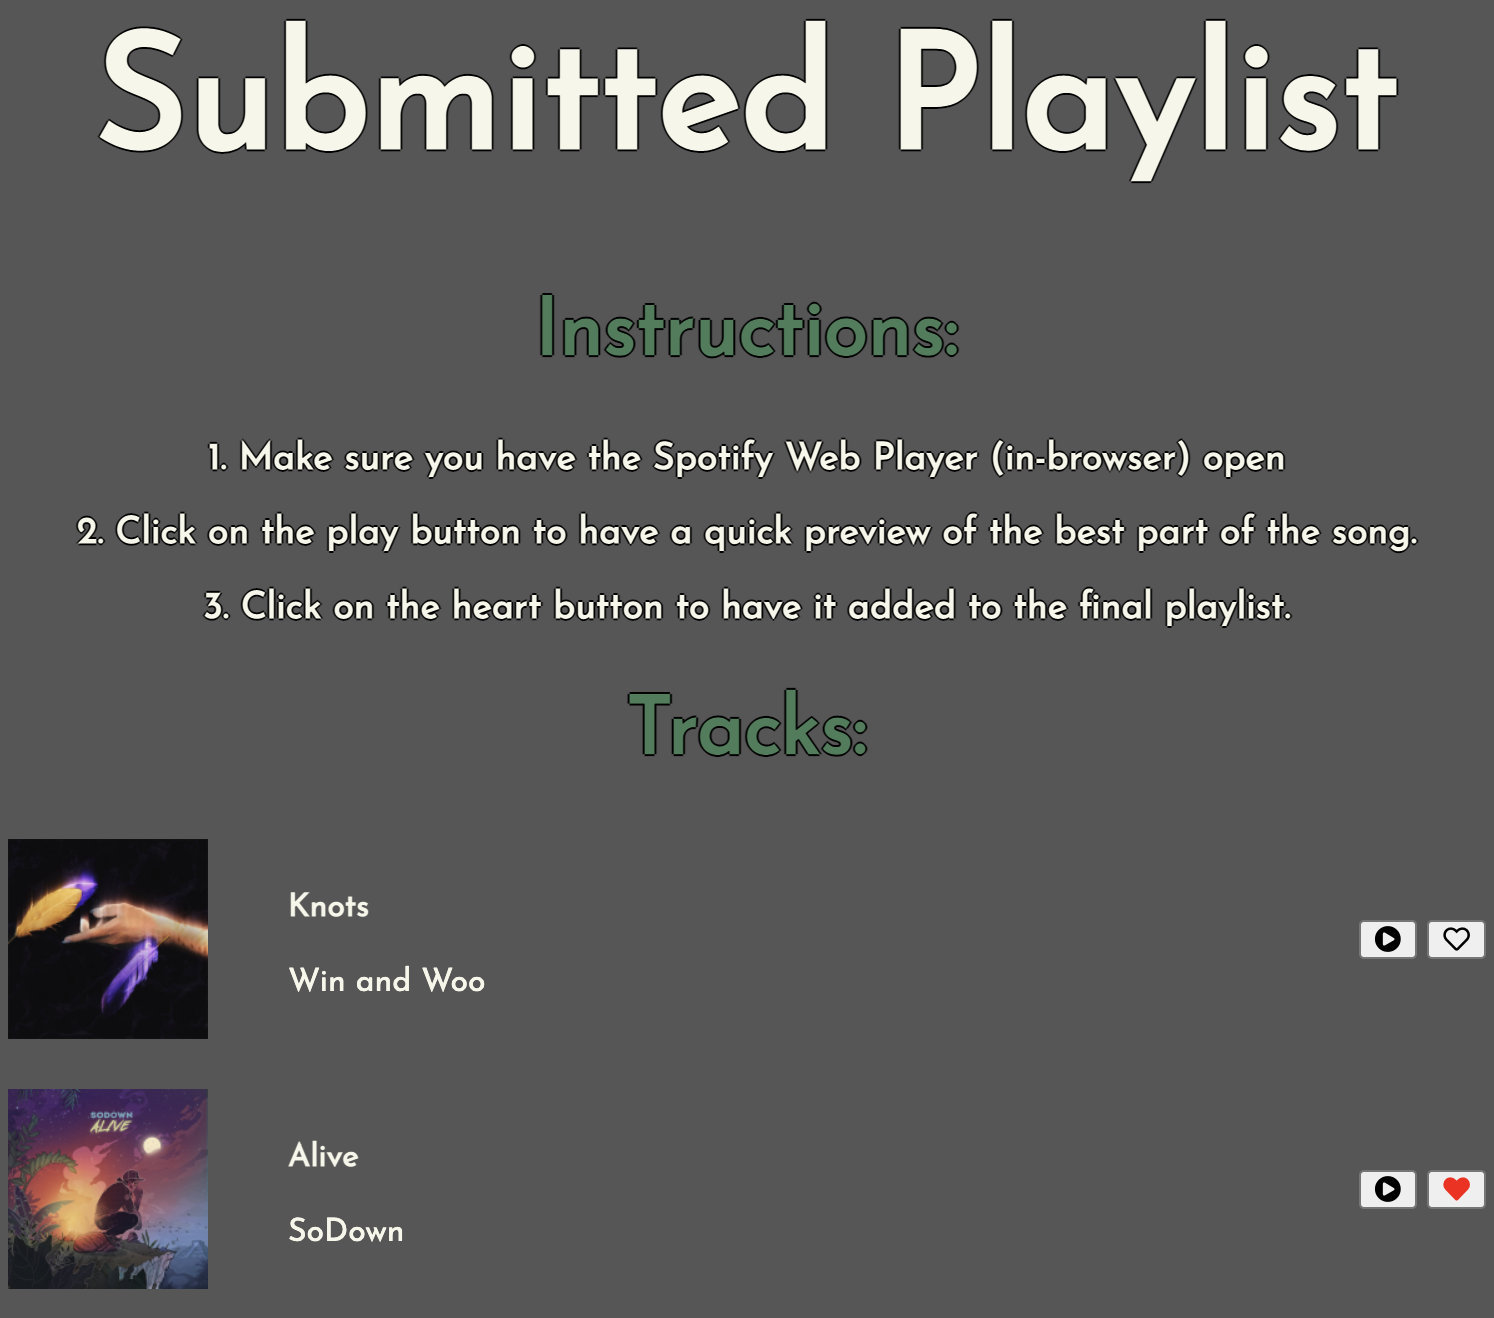 Submitted Playlist
Instructions:
1. Make sure you have the Spotify Web Player (in-browser) open
2. Click on the play button to have a quick preview of the best part of the song.
3. Click on the heart button to have it added to the final playlist.
Tracks:
Knots
Win and Woo
SODOWN
ALIVE
Alive
SoDown